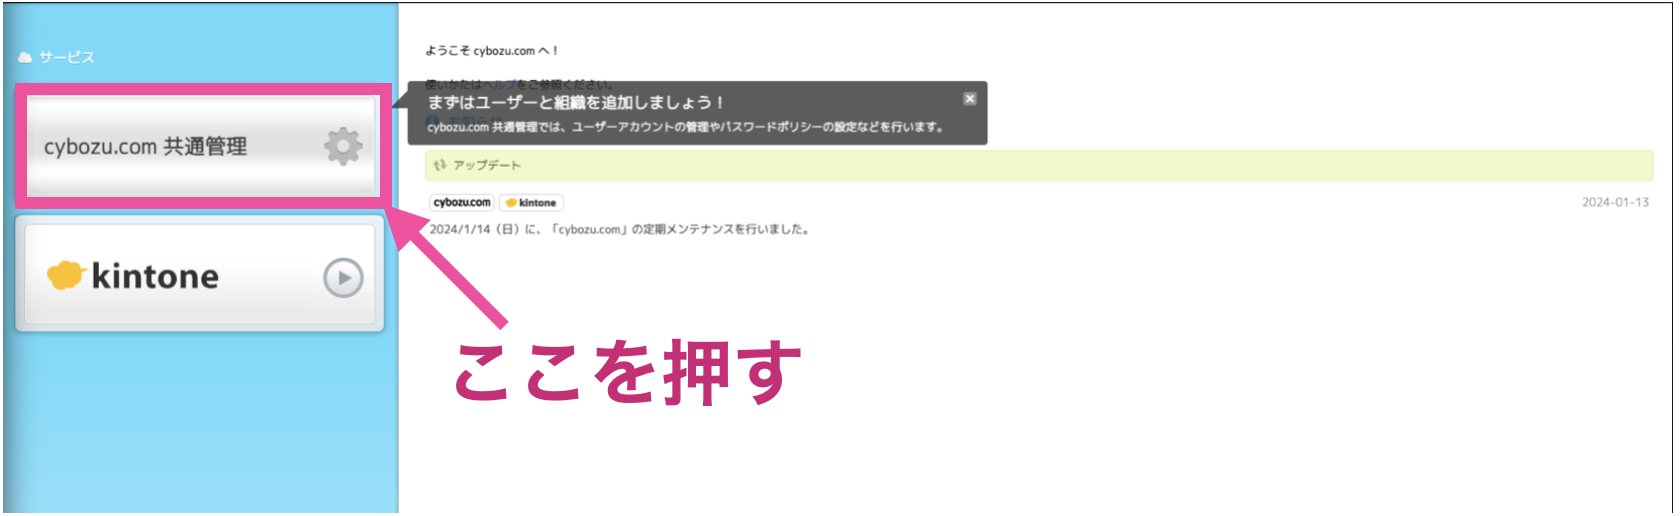 サービス
cybozu.com 共通管理
kintone
ようこそ cybozu.com へ！
使いかたはヘルプをご参照ください。
まずはユーザーと組織を追加しましょう！
cybozu.com 共通管理では、ユーザーアカウントの管理やパスワードポリシーの設定などを行います。
アップデート
cybozu.com kintone 2024-01-13
2024/1/14（日）に、「cybozu.com」の定期メンテナンスを行いました。
ここを押す